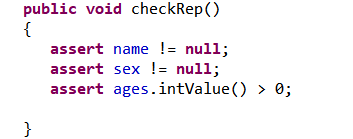 public void checkRep()
{
assert name != null;
assert sex != null;
assert ages.intValue() > 0;
}